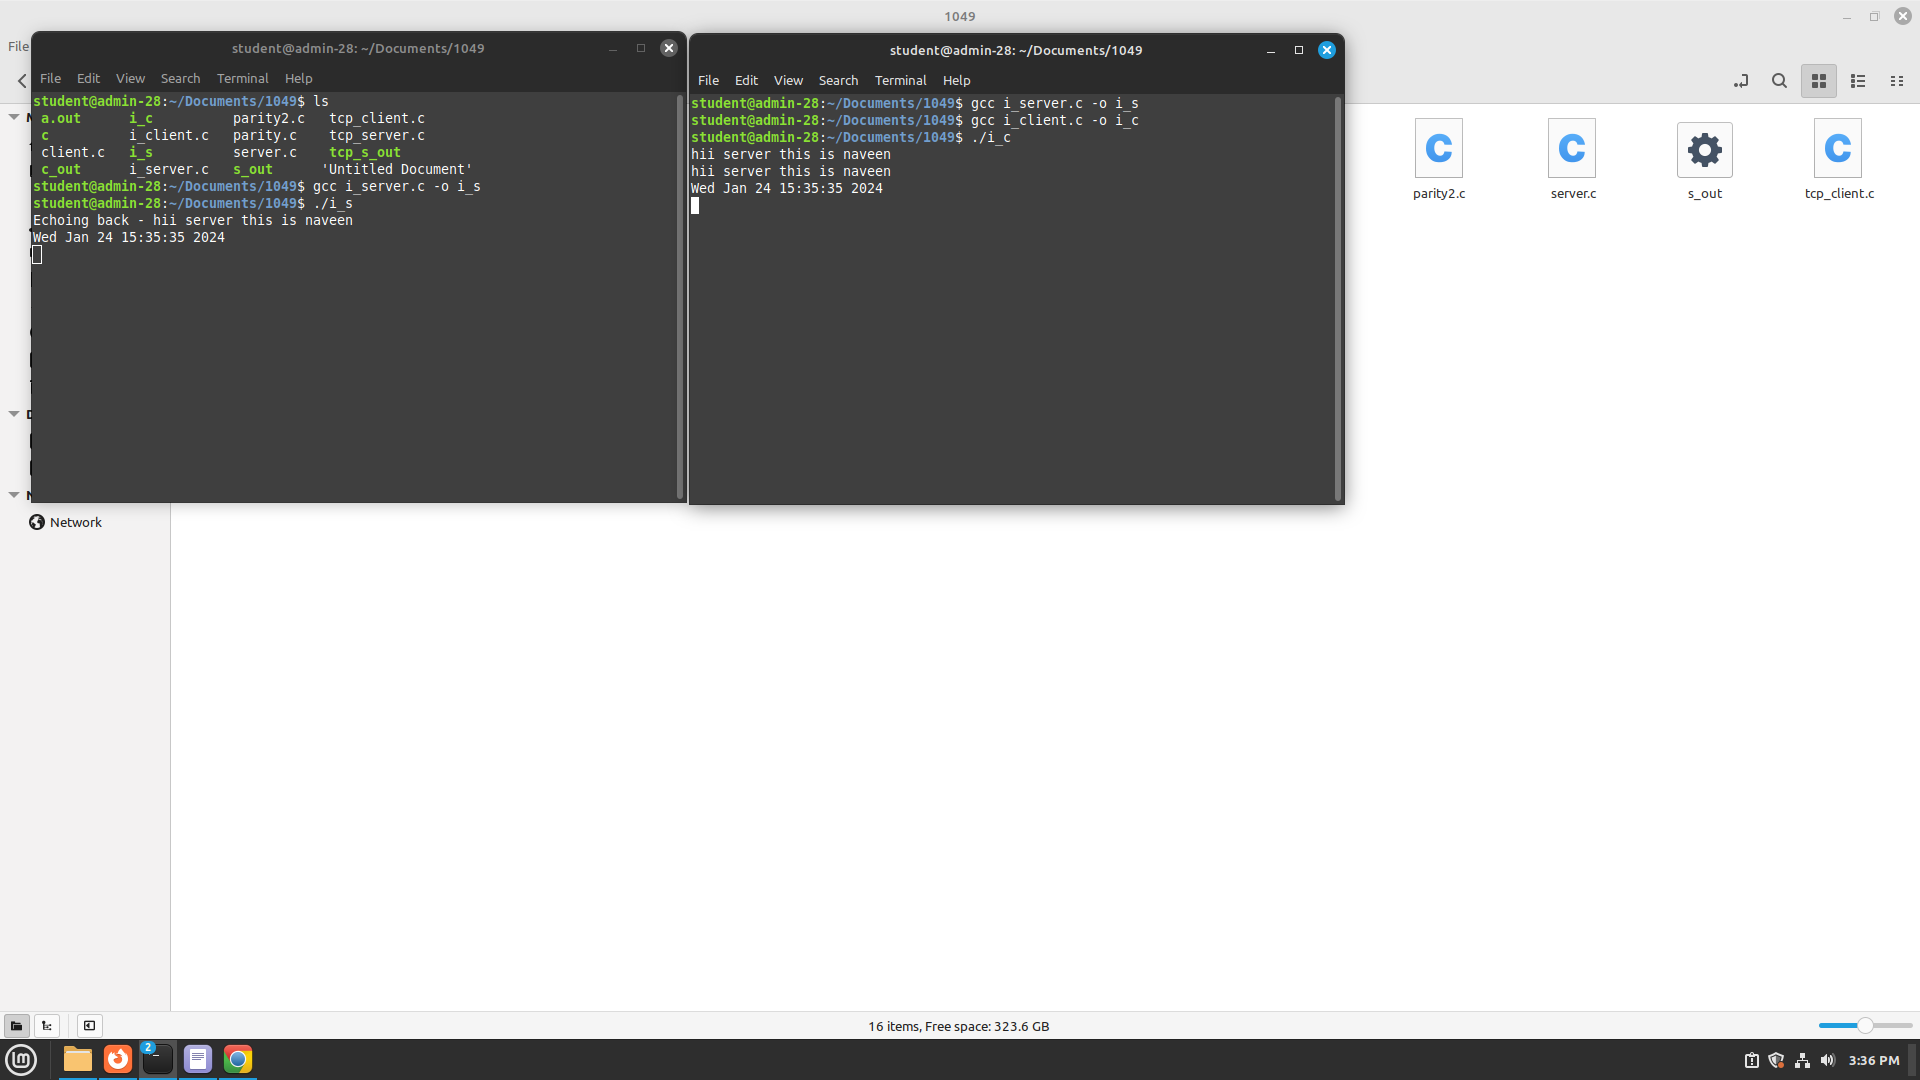 1049
File
student@admin-28: ~/Documents/1049
File Edit View Search Terminal Help
student@admin-28:~/Documents/1049$ ls
a.out i_c parity2.c tcp_client.c
c i_client.c parity.c tcp_server.c
client.c i_s server.c tcp_s_out
c_out i_server.c s_out 'Untitled Document'
student@admin-28:~/Documents/1049$ gcc i_server.c -o i_s
student@admin-28:~/Documents/1049$ ./i_s
Echoing back - hii server this is naveen
Wed Jan 24 15:35:35 2024
student@admin-28: ~/Documents/1049
File Edit View Search Terminal Help
student@admin-28:~/Documents/1049$ gcc i_server.c -o i_s
student@admin-28:~/Documents/1049$ gcc i_client.c -o i_c
student@admin-28:~/Documents/1049$ ./i_c
hii server this is naveen
hii server this is naveen
Wed Jan 24 15:35:35 2024
C C C
parity2.c server.c s_out tcp_client.c
Network
16 items, Free space: 323.6 GB
2
3:36 PM